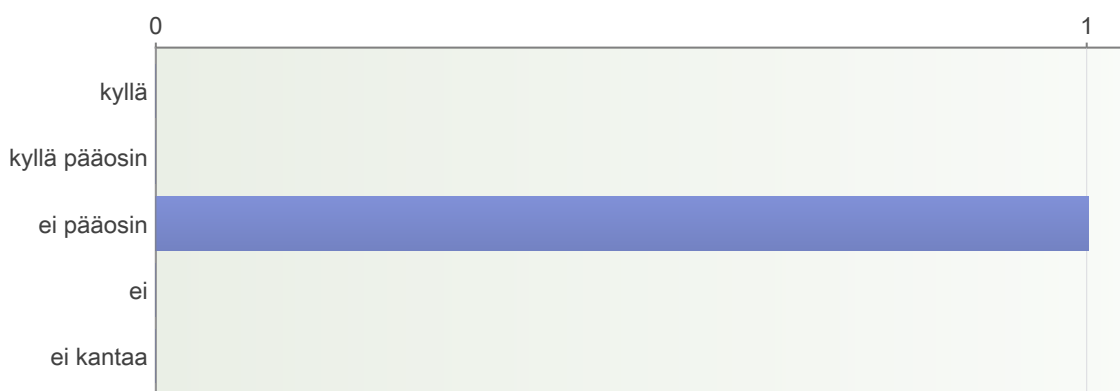 0 1
kyllä
kyllä pääosin
ei pääosin
ei
ei kantaa